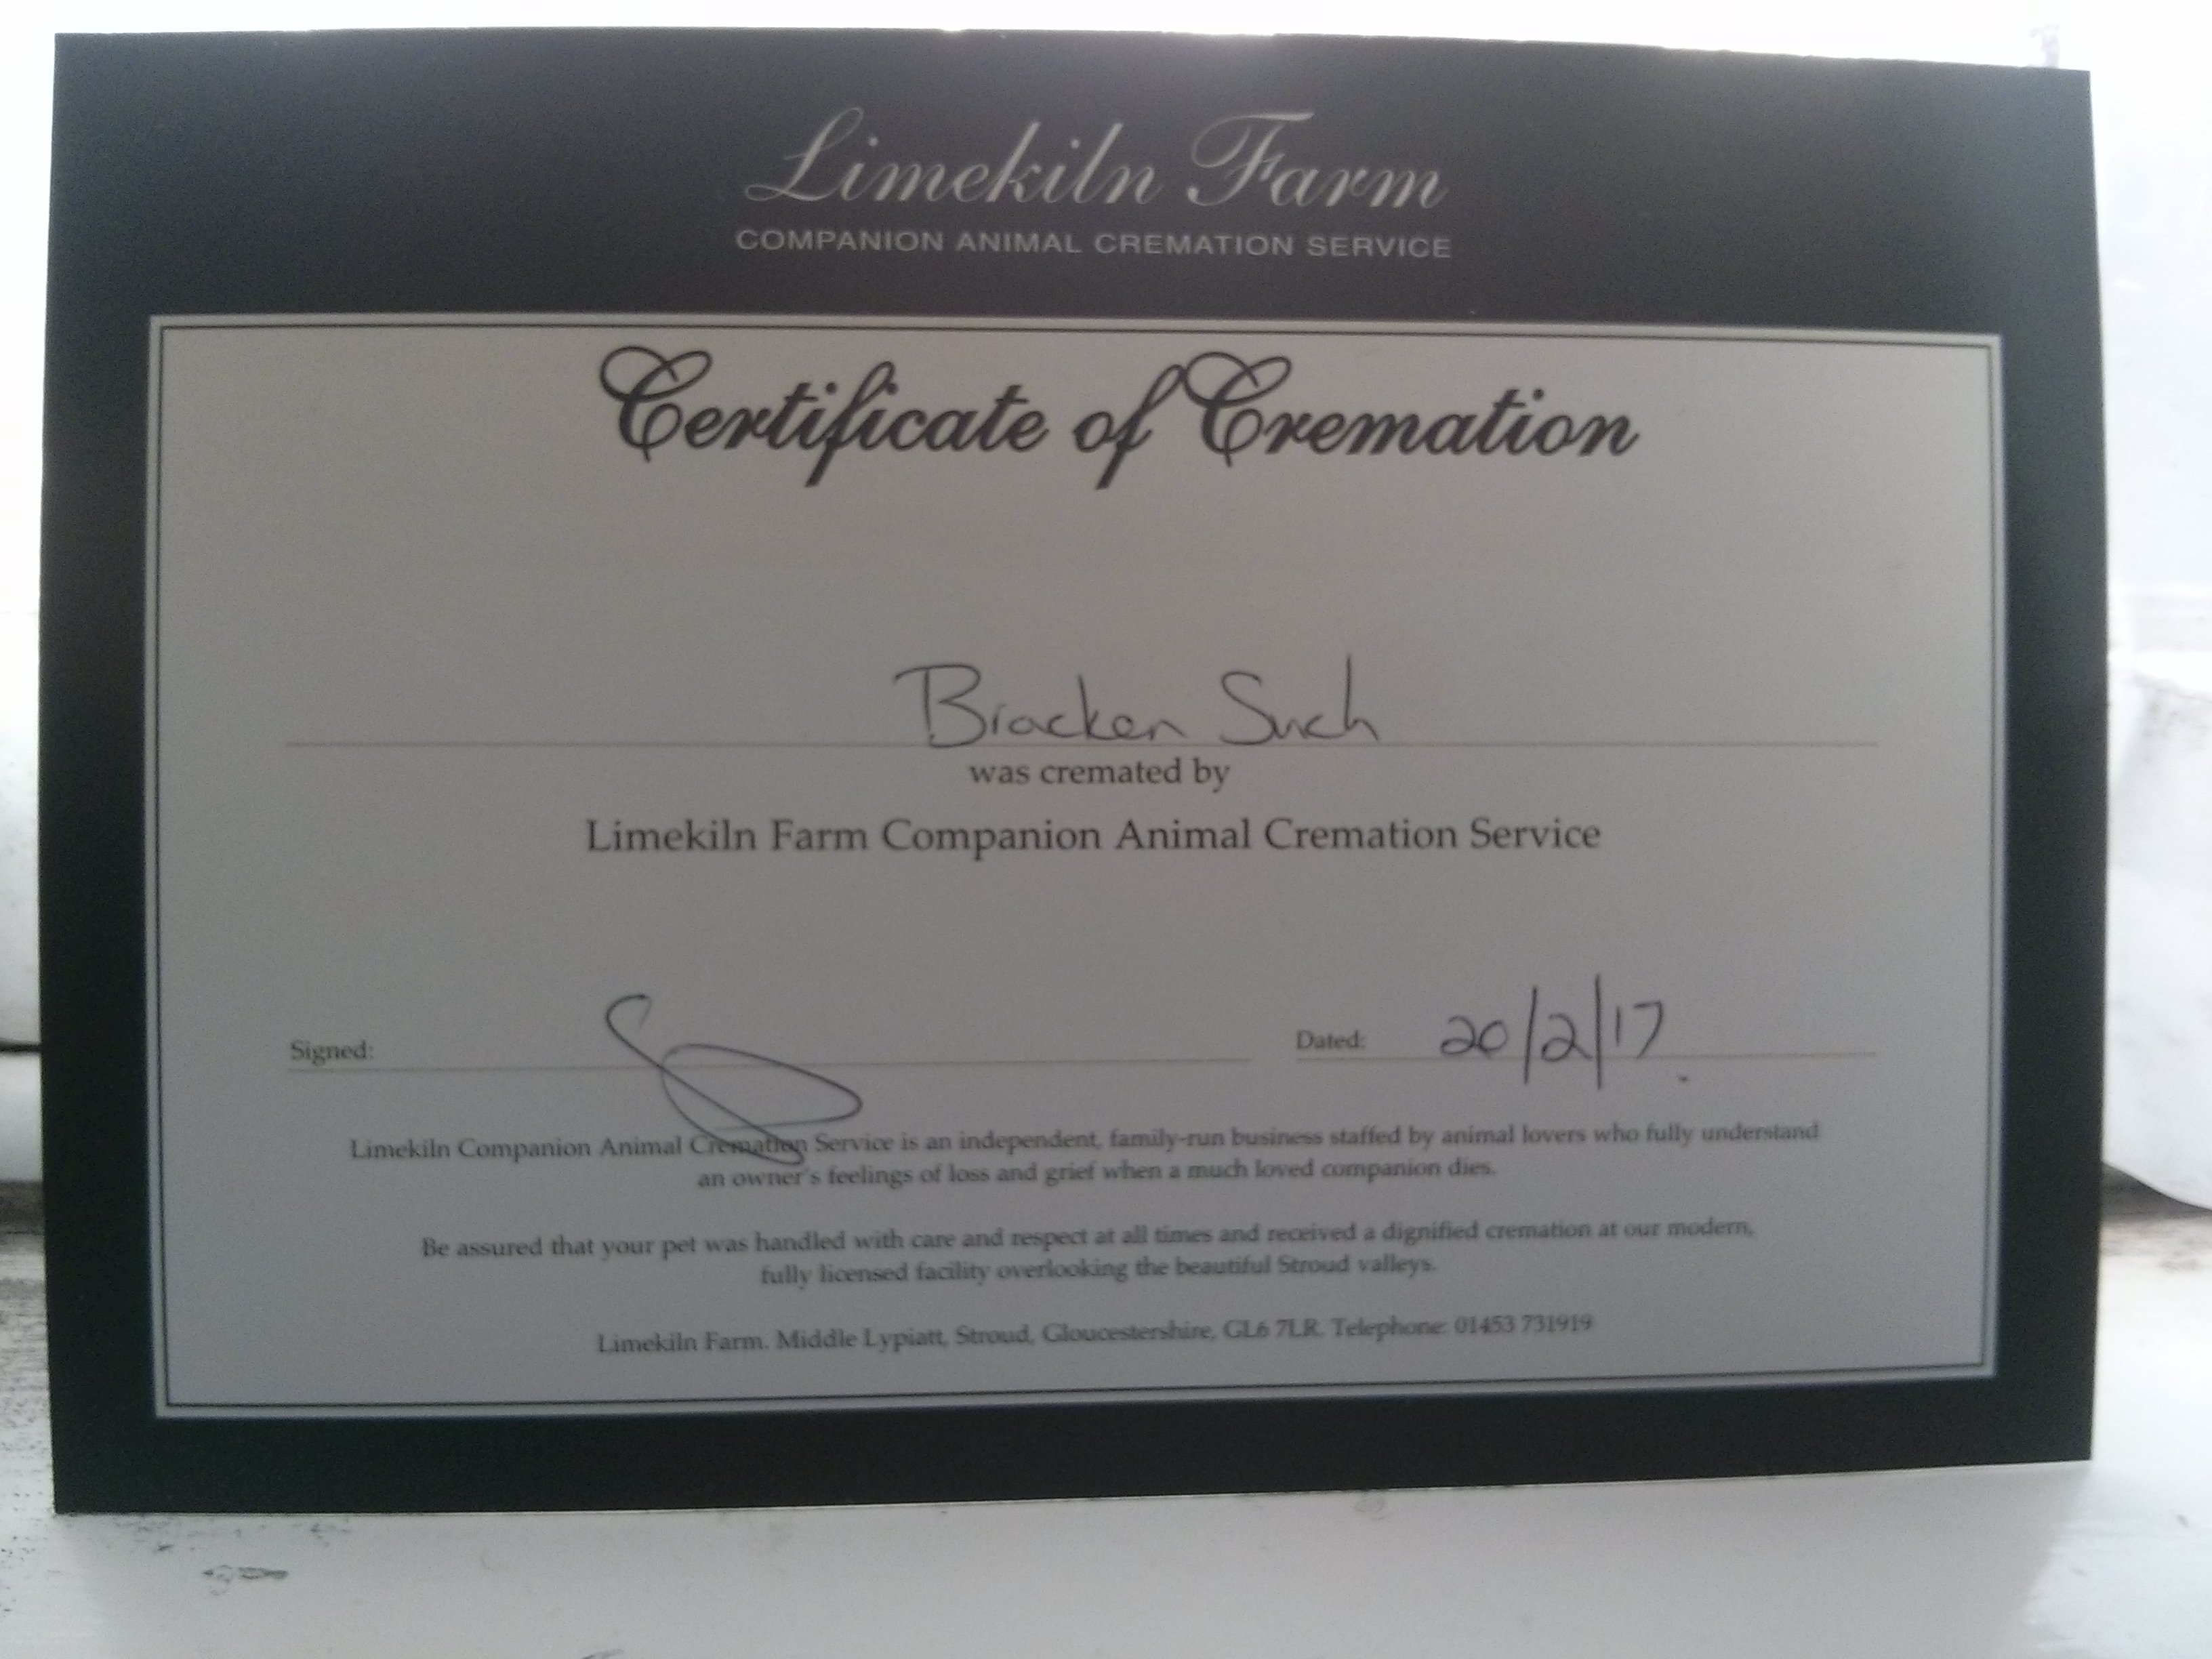 Limekiln Farm
COMPANION ANIMAL CREMATION SERVICE
Certificate of Cremation
Bracken Such
was cremated by
Limekiln Farm Companion Animal Cremation Service
Signed:
Dated: 20/2/17.
Limekiln Companion Animal Cremation Service is an independent, family-run business staffed by animal lovers who fully understand
an owner's feelings of loss and grief when a much loved companion dies.
Be assured that your pet was handled with care and respect at all times and received a dignified cremation at our modern,
fully licensed facility overlooking the beautiful Stroud valleys.
Limekiln Farm. Middle Lypiatt, Stroud, Gloucestershire, GL6 7LR. Telephone: 01453 731919